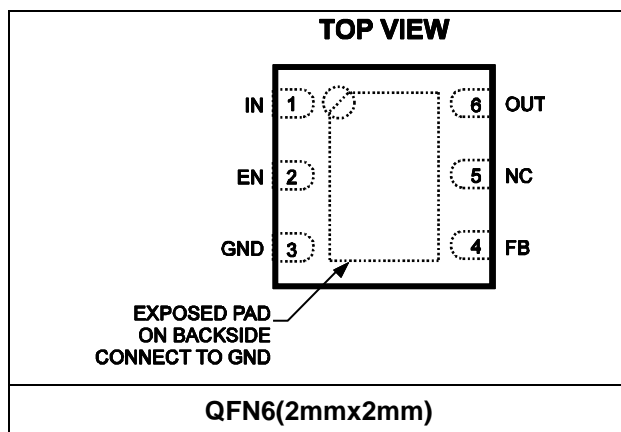 TOP VIEW
IN 1 6 OUT
EN 2 5 NC
GND 3 4 FB
EXPOSED PAD
ON BACKSIDE
CONNECT TO GND
QFN6(2mmx2mm)